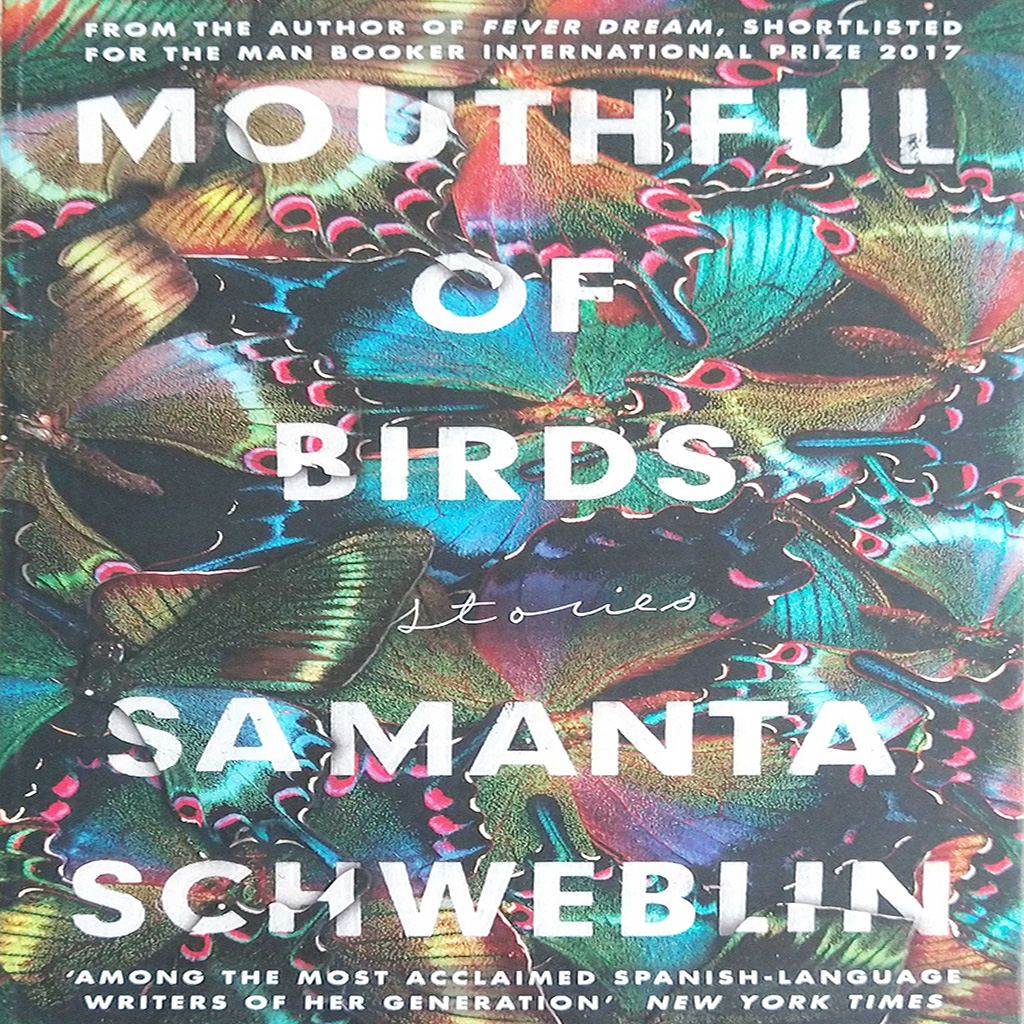 FROM THE AUTHOR OF FEVER DREAM, SHORTLISTED
FOR THE MAN BOOKER INTERNATIONAL PRIZE 2017
MOUTHFUL
OF
BIRDS
stories
SAMANTA
SCHWEBLIN
'AMONG THE MOST ACCLAIMED SPANISH-LANGUAGE
WRITERS OF HER GENERATION' NEW YORK TIMES